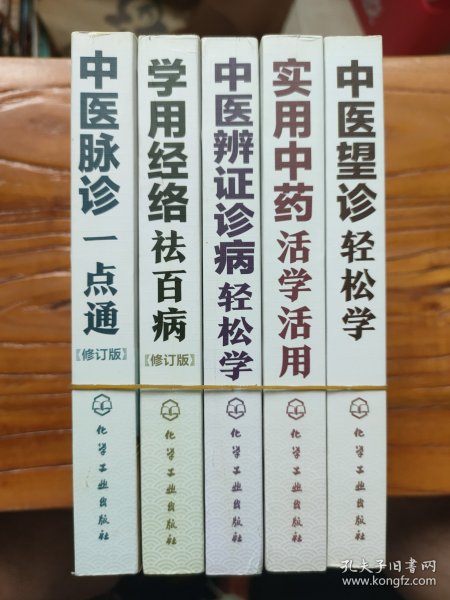 中医脉诊一点通
〖修订版〗
化学工业出版社
学用经络祛百病
〖修订版〗
化学工业出版社
中医辨证诊病轻松学
化学工业出版社
实用中药活学活用
化学工业出版社
中医望诊轻松学
化学工业出版社
孔夫子旧书网
www.kongfz.com